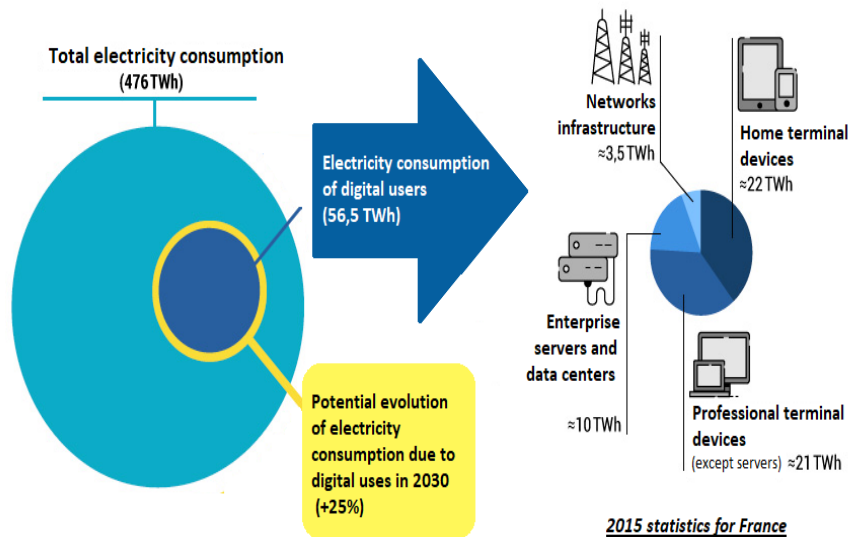 Total electricity consumption
(476 TWh)
Electricity consumption
of digital users
(56,5 TWh)
Potential evolution
of electricity
consumption due to
digital uses in 2030
(+25%)
Networks
infrastructure
≈3,5 TWh
Home terminal
devices
≈22 TWh
Enterprise
servers and
data centers
≈10 TWh
Professional terminal
devices
(except servers) ≈21 TWh
2015 statistics for France